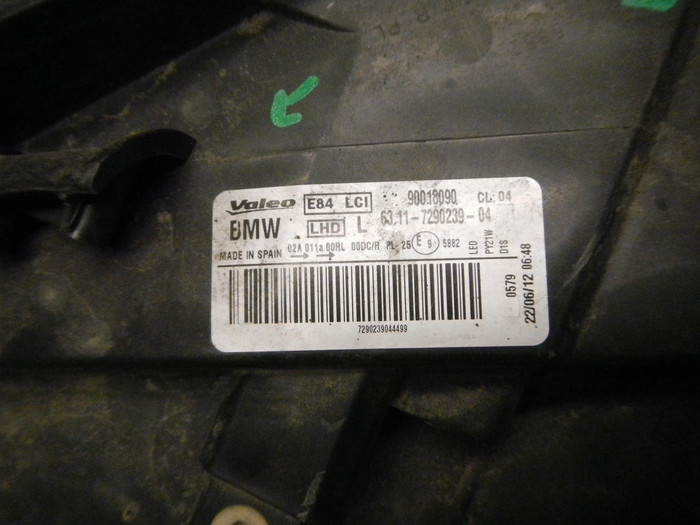 Valeo E84 LCI 90018090 CL: 04
BMW LHD L 63.11-7290239-04
MADE IN SPAIN 02A 011a 00RL 00DC/R PL 25 E 9 5882
LED
PY21W
D1S
0579
22/06/12 06:48
7290239044499